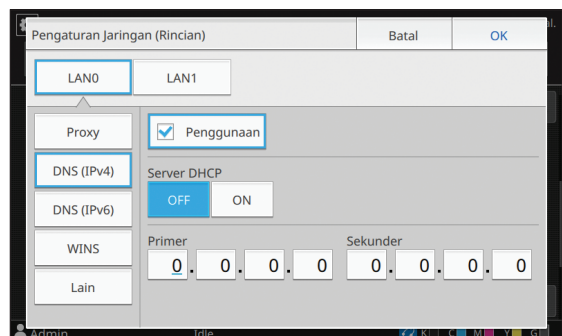 Pengaturan Jaringan (Rincian) Batal OK
LAN0 LAN1
Proxy
DNS (IPv4)
DNS (IPv6)
WINS
Lain
Penggunaan
Server DHCP
OFF ON
Primer Sekunder
0 . 0 . 0 . 0 0 . 0 . 0 . 0
Admin Idle K C M Y G